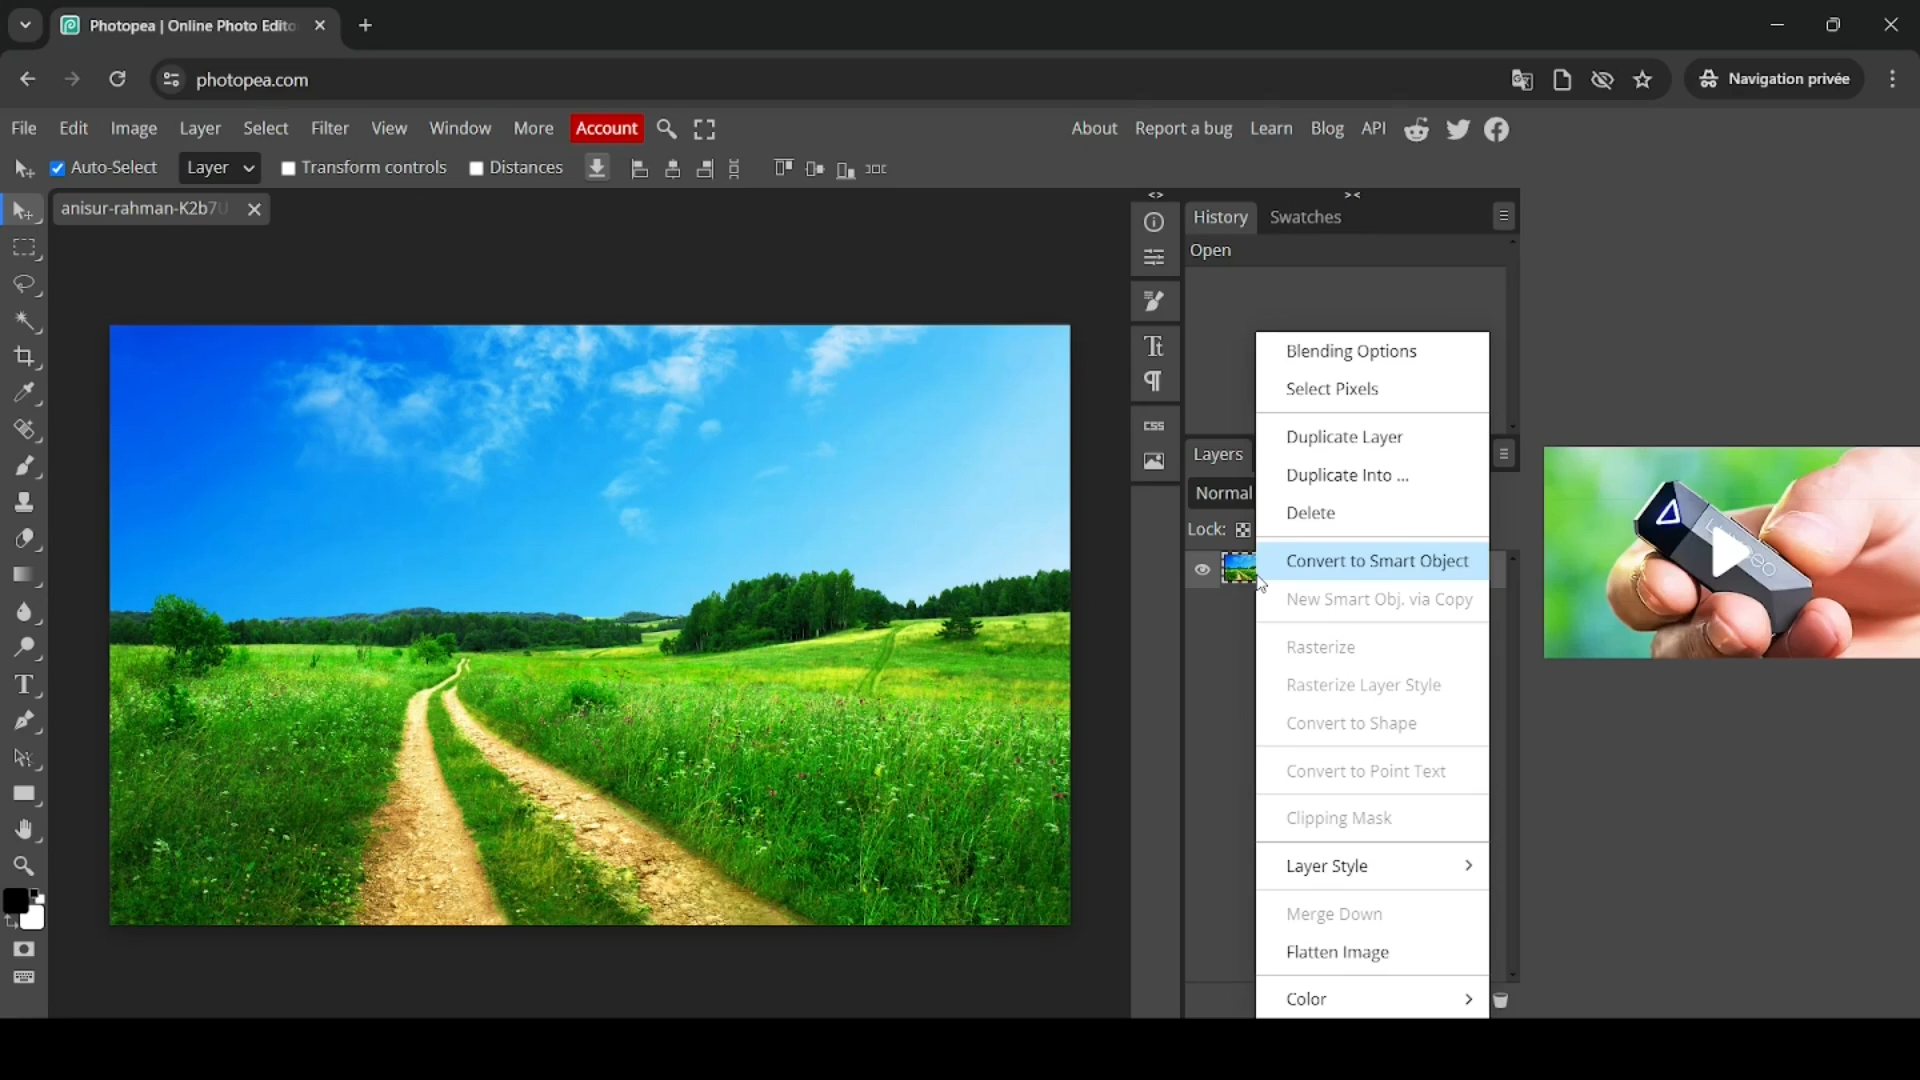 Photopea | Online Photo Edito
photopea.com
Navigation privée
File Edit Image Layer Select Filter View Window More Account
About Report a bug Learn Blog API
Auto-Select Layer Transform controls Distances
anisur-rahman-K2b7U
History Swatches
Open
Tt
CSS
Layers
Normal
Lock:
Blending Options
Select Pixels
Duplicate Layer
Duplicate Into ...
Delete
Convert to Smart Object
New Smart Obj. via Copy
Rasterize
Rasterize Layer Style
Convert to Shape
Convert to Point Text
Clipping Mask
Layer Style
Merge Down
Flatten Image
Color
T